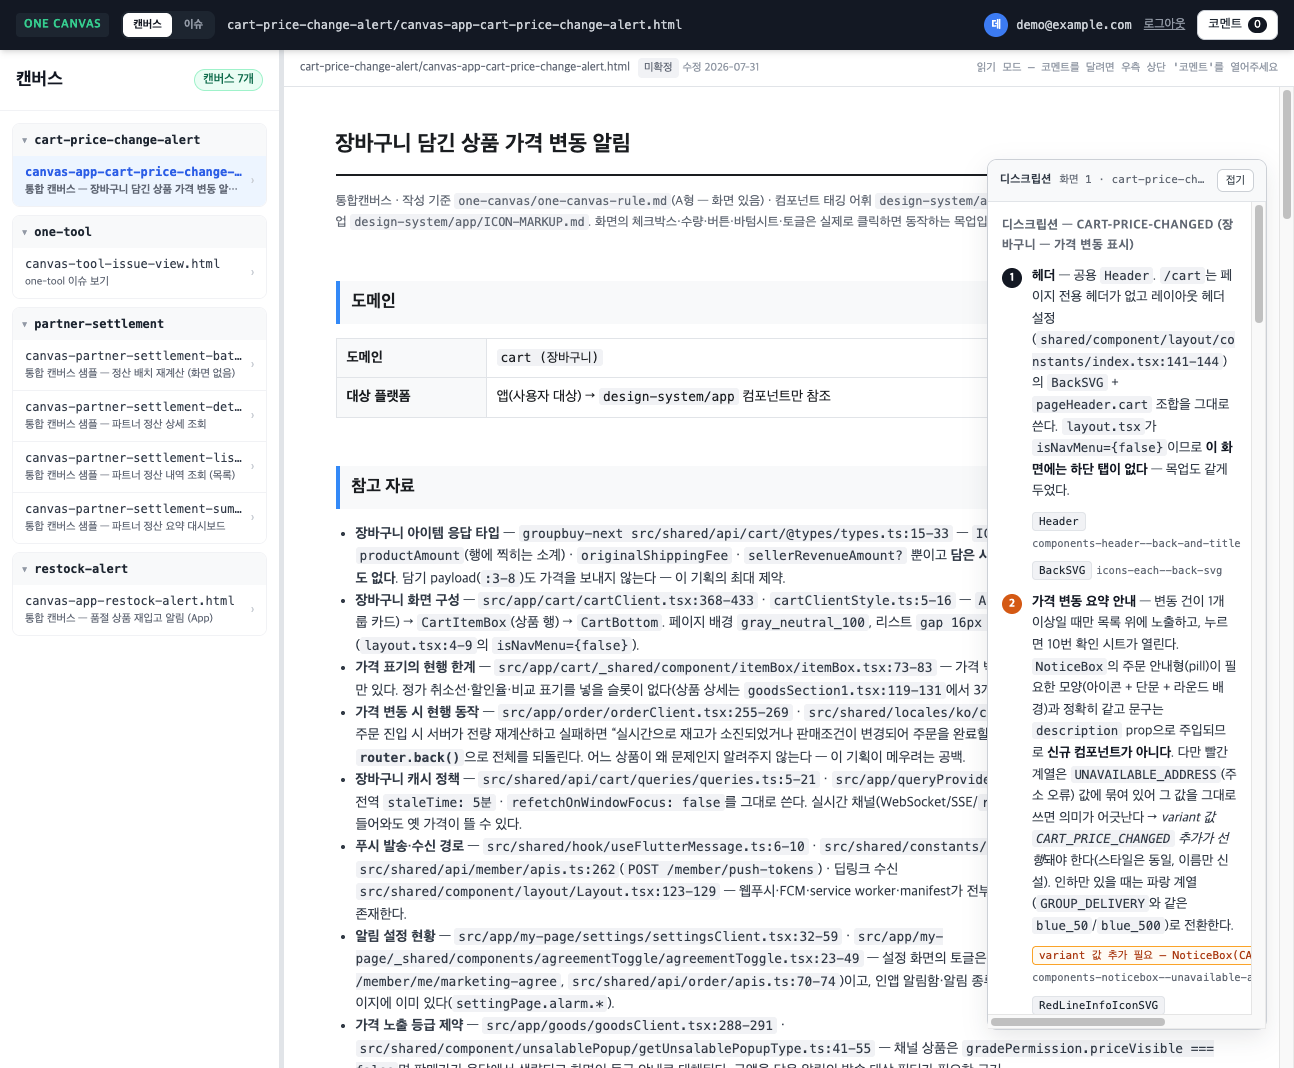 ONE CANVAS
캔버스
이슈
cart-price-change-alert/canvas-app-cart-price-change-alert.html
데
demo@example.com
로그아웃
코멘트 0
캔버스
캔버스 7개
▾ cart-price-change-alert
canvas-app-cart-price-change-…
통합 캔버스 — 장바구니 담긴 상품 가격 변동 알…
▾ one-tool
canvas-tool-issue-view.html
one-tool 이슈 보기
▾ partner-settlement
canvas-partner-settlement-bat…
통합 캔버스 샘플 — 정산 배치 재계산 (화면 없음)
canvas-partner-settlement-det…
통합 캔버스 샘플 — 파트너 정산 상세 조회
canvas-partner-settlement-lis…
통합 캔버스 샘플 — 파트너 정산 내역 조회 (목록)
canvas-partner-settlement-sum…
통합 캔버스 샘플 — 파트너 정산 요약 대시보드
▾ restock-alert
canvas-app-restock-alert.html
통합 캔버스 — 품절 상품 재입고 알림 (App)
cart-price-change-alert/canvas-app-cart-price-change-alert.html 미확정 수정 2026-07-31
읽기 모드 — 코멘트를 달려면 우측 상단 '코멘트'를 열어주세요
장바구니 담긴 상품 가격 변동 알림
통합캔버스 · 작성 기준 one-canvas/one-canvas-rule.md (A형 — 화면 있음) · 컴포넌트 태깅 어휘 design-system/a
업 design-system/app/ICON-MARKUP.md . 화면의 체크박스·수량·버튼·바텀시트·토글은 실제로 클릭하면 동작하는 목업입
도메인
도메인 cart (장바구니)
대상 플랫폼 앱(사용자 대상) → design-system/app 컴포넌트만 참조
참고 자료
• 장바구니 아이템 응답 타입 — groupbuy-next src/shared/api/cart/@types/types.ts:15-33 —
productAmount (행에 찍히는 소계) · originalShippingFee · sellerRevenueAmount? 뿐이고 담은 시
도 없다. 담기 payload( :3-8 )도 가격을 보내지 않는다 — 이 기획의 최대 제약.
• 장바구니 화면 구성 — src/app/cart/cartClient.tsx:368-433 · cartClientStyle.ts:5-16 — A
룹 카드) → CartItemBox (상품 행) → CartBottom . 페이지 배경 gray_neutral_100 , 리스트 gap 16px
( layout.tsx:4-9 의 isNavMenu={false} ).
• 가격 표기의 현행 한계 — src/app/cart/_shared/component/itemBox/itemBox.tsx:73-83 — 가격
만 있다. 정가 취소선·할인율·비교 표기를 넣을 슬롯이 없다(상품 상세는 goodsSection1.tsx:119-131 에서
• 가격 변동 시 현행 동작 — src/app/order/orderClient.tsx:255-269 · src/shared/locales/ko/c
주문 진입 시 서버가 전량 재계산하고 실패하면 "실시간으로 재고가 소진되었거나 판매조건이 변경되어 주문을 완료할
router.back() 으로 전체를 되돌린다. 어느 상품이 왜 문제인지 알려주지 않는다 — 이 기획이 메우려는 공백.
• 장바구니 캐시 정책 — src/shared/api/cart/queries/queries.ts:5-21 · src/app/queryProvide
전역 staleTime: 5분 · refetchOnWindowFocus: false 를 그대로 쓴다. 실시간 채널(WebSocket/SSE/
들어와도 옛 가격이 뜰 수 있다.
• 푸시 발송·수신 경로 — src/shared/hook/useFlutterMessage.ts:6-10 · src/shared/constants/
src/shared/api/member/apis.ts:262 ( POST /member/push-tokens ) · 딥링크 수신
src/shared/component/layout/Layout.tsx:123-129 — 웹푸시·FCM·service worker·manifest가 전부
존재한다.
• 알림 설정 현황 — src/app/my-page/settings/settingsClient.tsx:32-59 · src/app/my-
page/_shared/components/agreementToggle/agreementToggle.tsx:23-49 — 설정 화면의 토글은
/member/me/marketing-agree , src/shared/api/order/apis.ts:70-74 )이고, 인앱 알림함·알림 종류
이지에 이미 있다( settingPage.alarm.* ).
• 가격 노출 등급 제약 — src/app/goods/goodsClient.tsx:288-291 ·
src/shared/component/unsalablePopup/getUnsalablePopupType.ts:41-55 — 채널 상품은 gradePermission.priceVisible ===
디스크립션 화면 1 · cart-price-ch… 접기
디스크립션 — CART-PRICE-CHANGED (장
바구니 — 가격 변동 표시)
1 헤더 — 공용 Header . /cart 는 페
이지 전용 헤더가 없고 레이아웃 헤더
설정
( shared/component/layout/co
nstants/index.tsx:141-144 )
의 BackSVG +
pageHeader.cart 조합을 그대로
쓴다. layout.tsx 가
isNavMenu={false} 이므로 이 화
면에는 하단 탭이 없다 — 목업도 같게
두었다.
Header
components-header--back-and-title
BackSVG icons-each--back-svg
2 가격 변동 요약 안내 — 변동 건이 1개
이상일 때만 목록 위에 노출하고, 누르
면 10번 확인 시트가 열린다.
NoticeBox 의 주문 안내형(pill)이 필
요한 모양(아이콘 + 단문 + 라운드 배
경)과 정확히 같고 문구는
description prop으로 주입되므
로 신규 컴포넌트가 아니다. 다만 빨간
계열은 UNAVAILABLE_ADDRESS (주
소 오류) 값에 묶여 있어 그 값을 그대로
쓰면 의미가 어긋난다 → variant 값
CART_PRICE_CHANGED 추가가 선
행돼야 한다(스타일은 동일, 이름만 신
설). 인하만 있을 때는 파랑 계열
( GROUP_DELIVERY 와 같은
blue_50 / blue_500 )로 전환한다.
variant 값 추가 필요 — NoticeBox(CA
components-noticebox--unavailable-a
RedLineInfoIconSVG